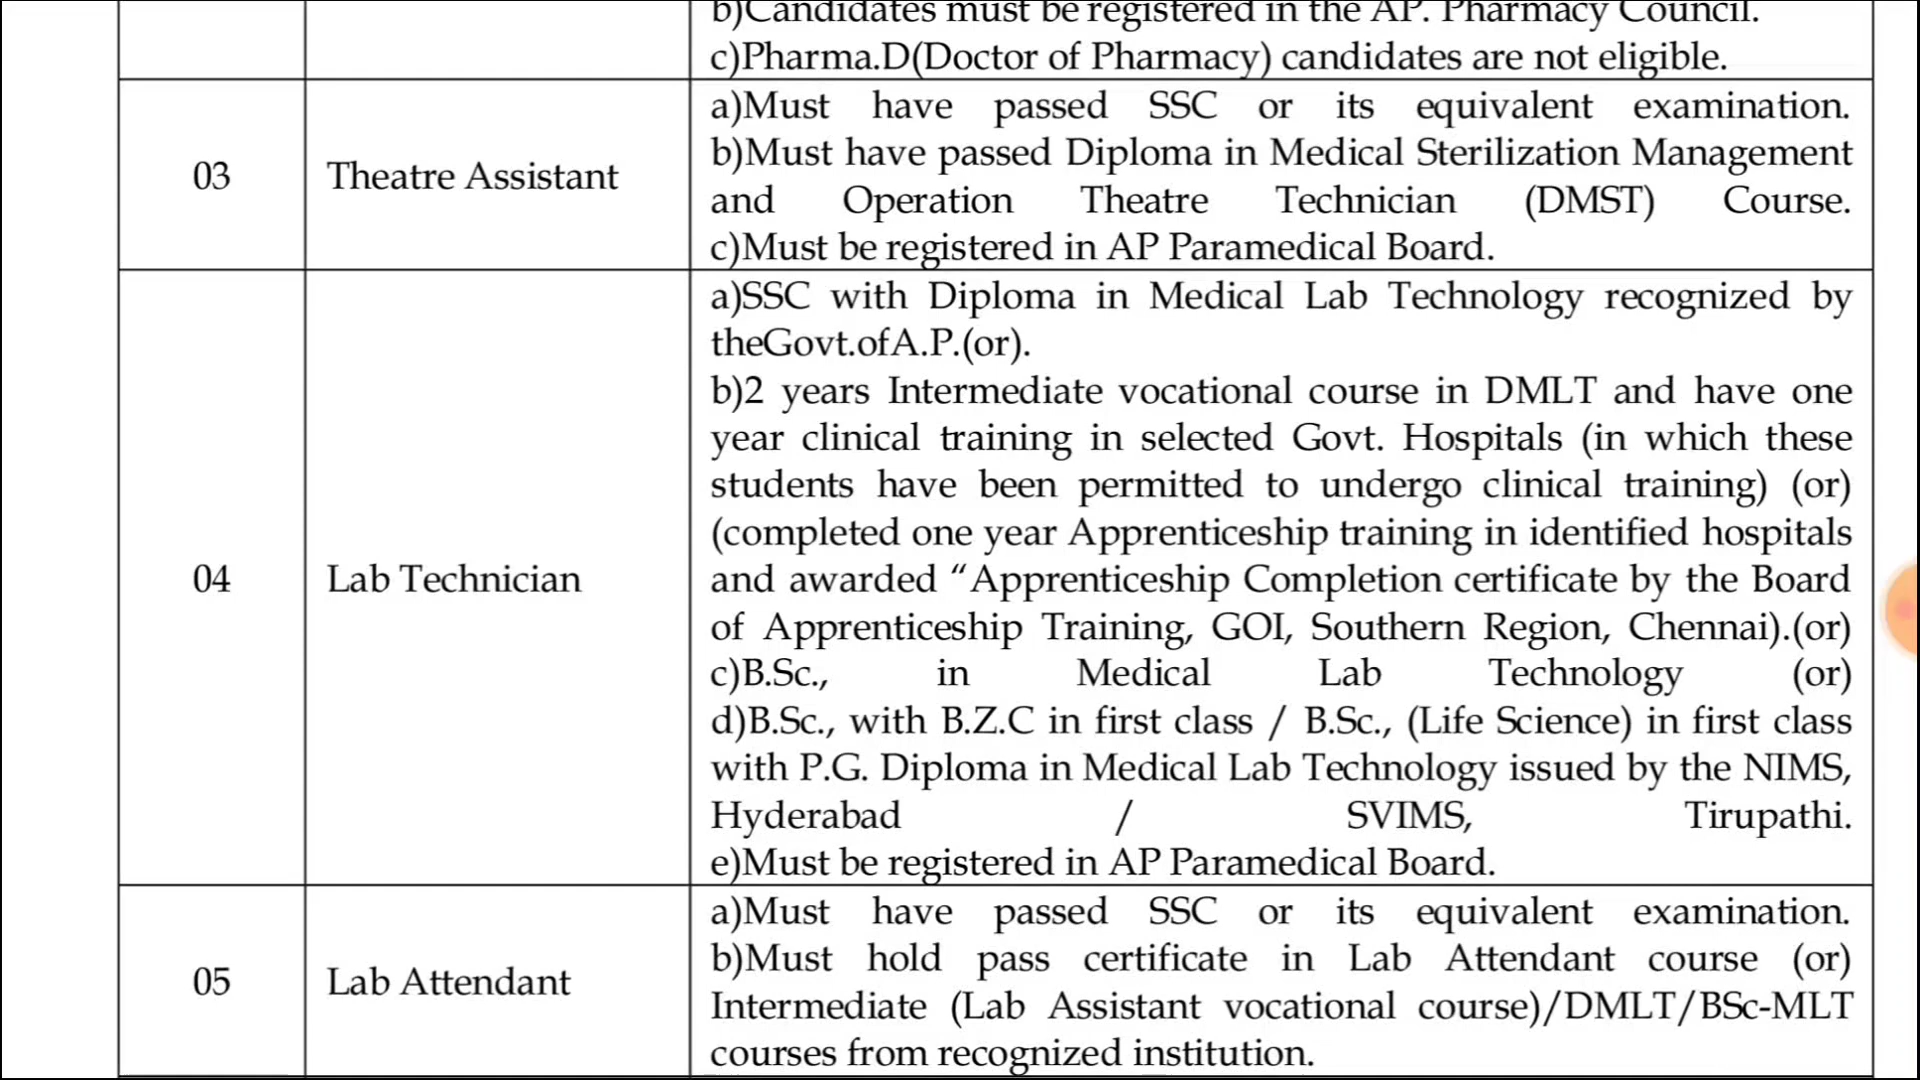 b)Candidates must be registered in the AP. Pharmacy Council.
c)Pharma.D(Doctor of Pharmacy) candidates are not eligible.
03
Theatre Assistant
a)Must have passed SSC or its equivalent examination.
b)Must have passed Diploma in Medical Sterilization Management
and Operation Theatre Technician (DMST) Course.
c)Must be registered in AP Paramedical Board.
04
Lab Technician
a)SSC with Diploma in Medical Lab Technology recognized by
theGovt.ofA.P.(or).
b)2 years Intermediate vocational course in DMLT and have one
year clinical training in selected Govt. Hospitals (in which these
students have been permitted to undergo clinical training) (or)
(completed one year Apprenticeship training in identified hospitals
and awarded “Apprenticeship Completion certificate by the Board
of Apprenticeship Training, GOI, Southern Region, Chennai).(or)
c)B.Sc., in Medical Lab Technology (or)
d)B.Sc., with B.Z.C in first class / B.Sc., (Life Science) in first class
with P.G. Diploma in Medical Lab Technology issued by the NIMS,
Hyderabad / SVIMS, Tirupathi.
e)Must be registered in AP Paramedical Board.
05
Lab Attendant
a)Must have passed SSC or its equivalent examination.
b)Must hold pass certificate in Lab Attendant course (or)
Intermediate (Lab Assistant vocational course)/DMLT/BSc-MLT
courses from recognized institution.